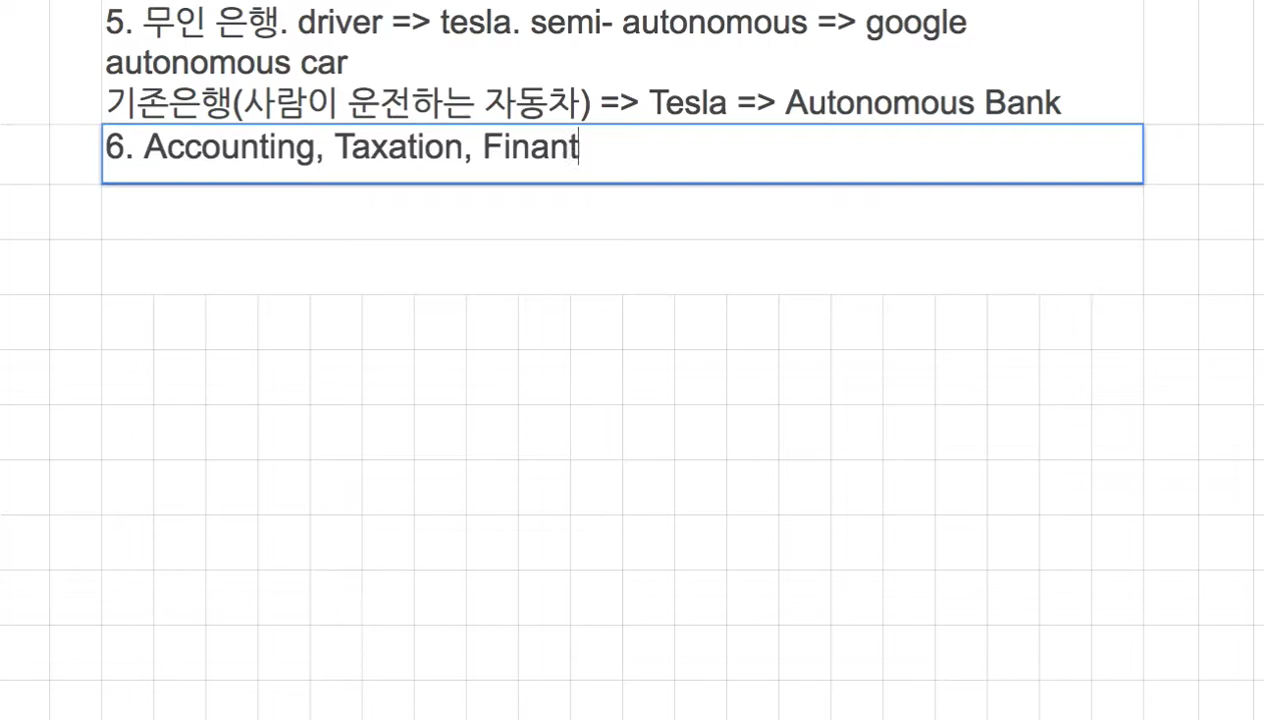 5. 무인 은행. driver => tesla. semi- autonomous => google
autonomous car
기존은행(사람이 운전하는 자동차) => Tesla => Autonomous Bank
6. Accounting, Taxation, Finant